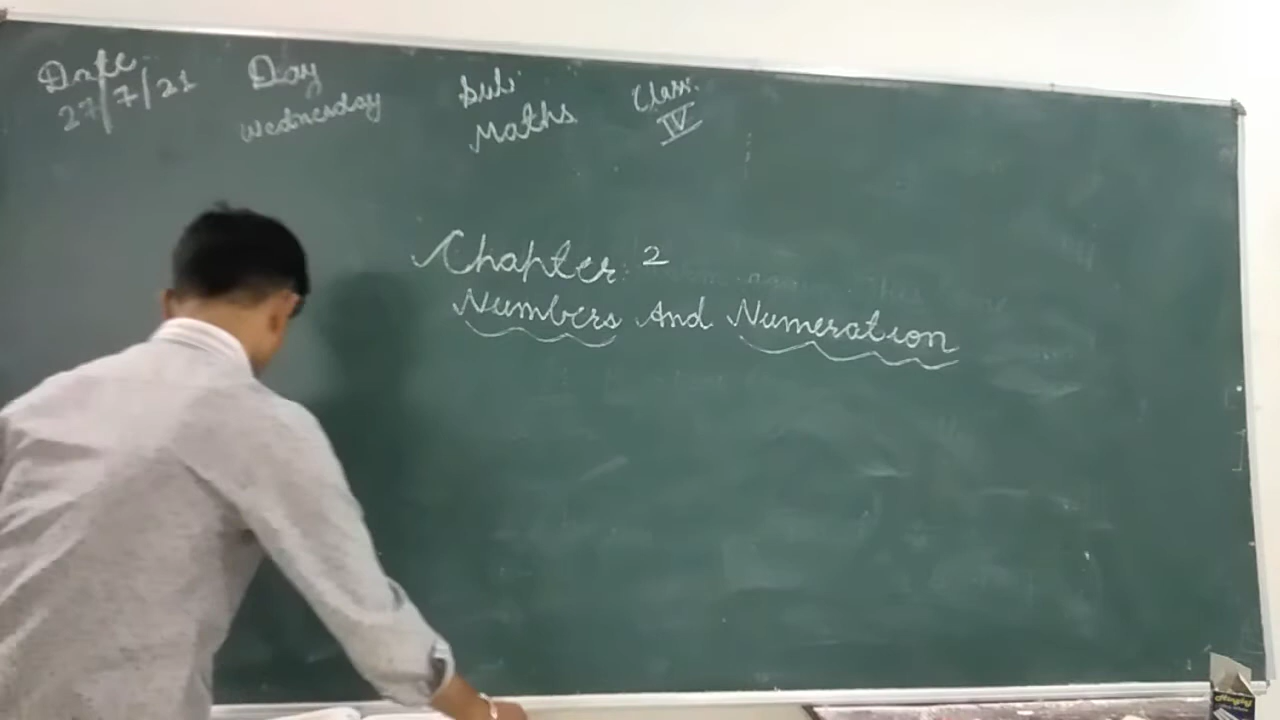 Date Day Sub: Class.
27/7/21 Wednesday Maths IV
Chapter: 2
Numbers And Numeration